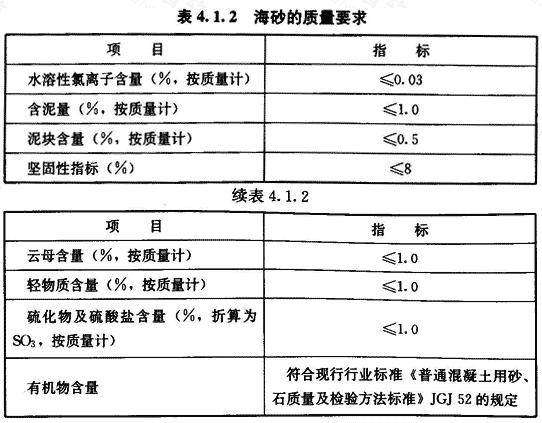 表 4.1.2 海砂的质量要求
项 目 指 标
水溶性氯离子含量（%，按质量计） ≤0.03
含泥量（%，按质量计） ≤1.0
泥块含量（%，按质量计） ≤0.5
坚固性指标（%） ≤8
续表 4.1.2
项 目 指 标
云母含量（%，按质量计） ≤1.0
轻物质含量（%，按质量计） ≤1.0
硫化物及硫酸盐含量（%，折算为
SO₃，按质量计） ≤1.0
有机物含量
符合现行行业标准《普通混凝土用砂、
石质量及检验方法标准》JGJ 52 的规定